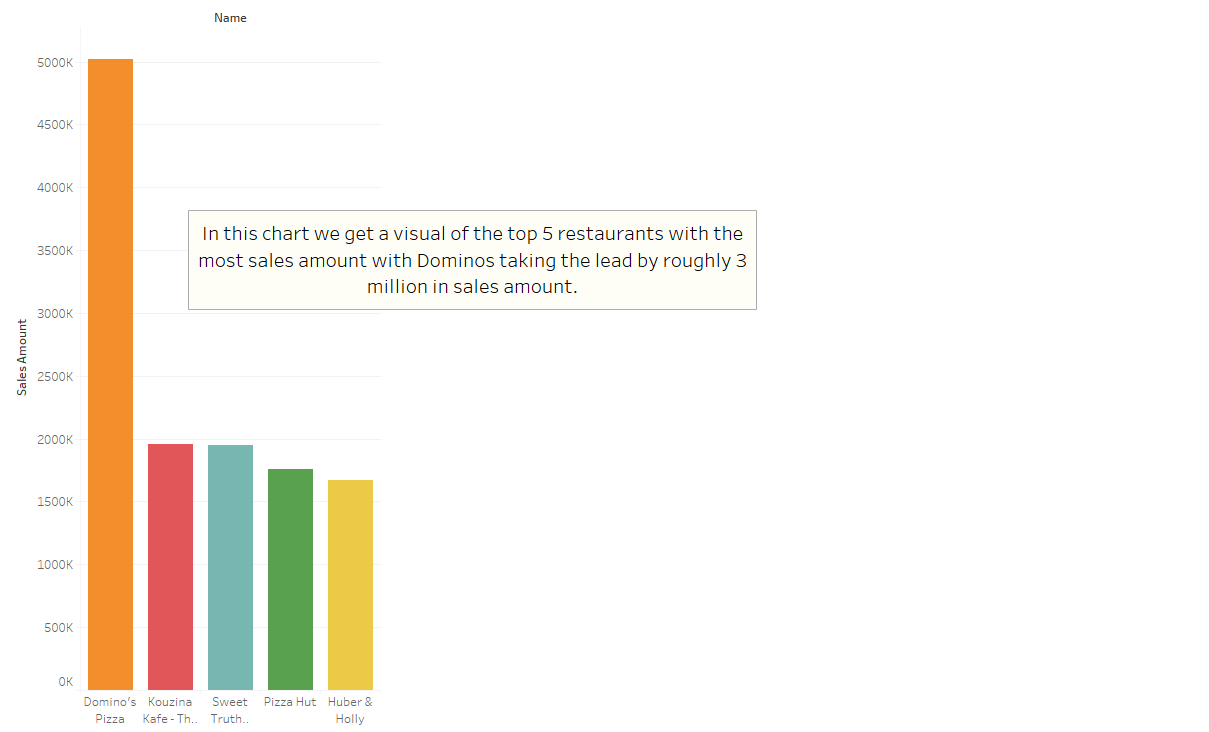 Name
5000K
4500K
4000K
3500K
3000K
2500K
2000K
1500K
1000K
500K
0K
Sales Amount
In this chart we get a visual of the top 5 restaurants with the
most sales amount with Dominos taking the lead by roughly 3
million in sales amount.
Domino's
Pizza
Kouzina
Kafe - Th..
Sweet
Truth..
Pizza Hut
Huber &
Holly